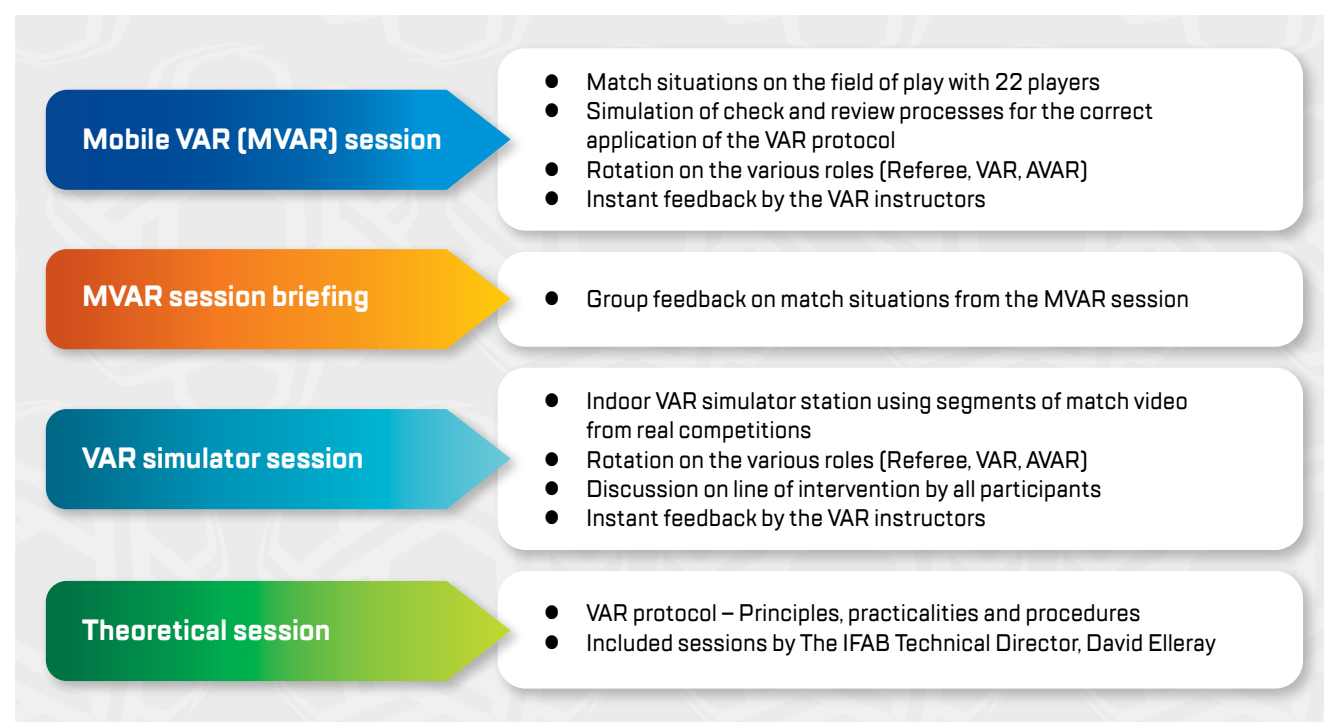 Mobile VAR (MVAR) session
● Match situations on the field of play with 22 players
● Simulation of check and review processes for the correct
application of the VAR protocol
● Rotation on the various roles (Referee, VAR, AVAR)
● Instant feedback by the VAR instructors
MVAR session briefing
● Group feedback on match situations from the MVAR session
VAR simulator session
● Indoor VAR simulator station using segments of match video
from real competitions
● Rotation on the various roles (Referee, VAR, AVAR)
● Discussion on line of intervention by all participants
● Instant feedback by the VAR instructors
Theoretical session
● VAR protocol – Principles, practicalities and procedures
● Included sessions by The IFAB Technical Director, David Elleray